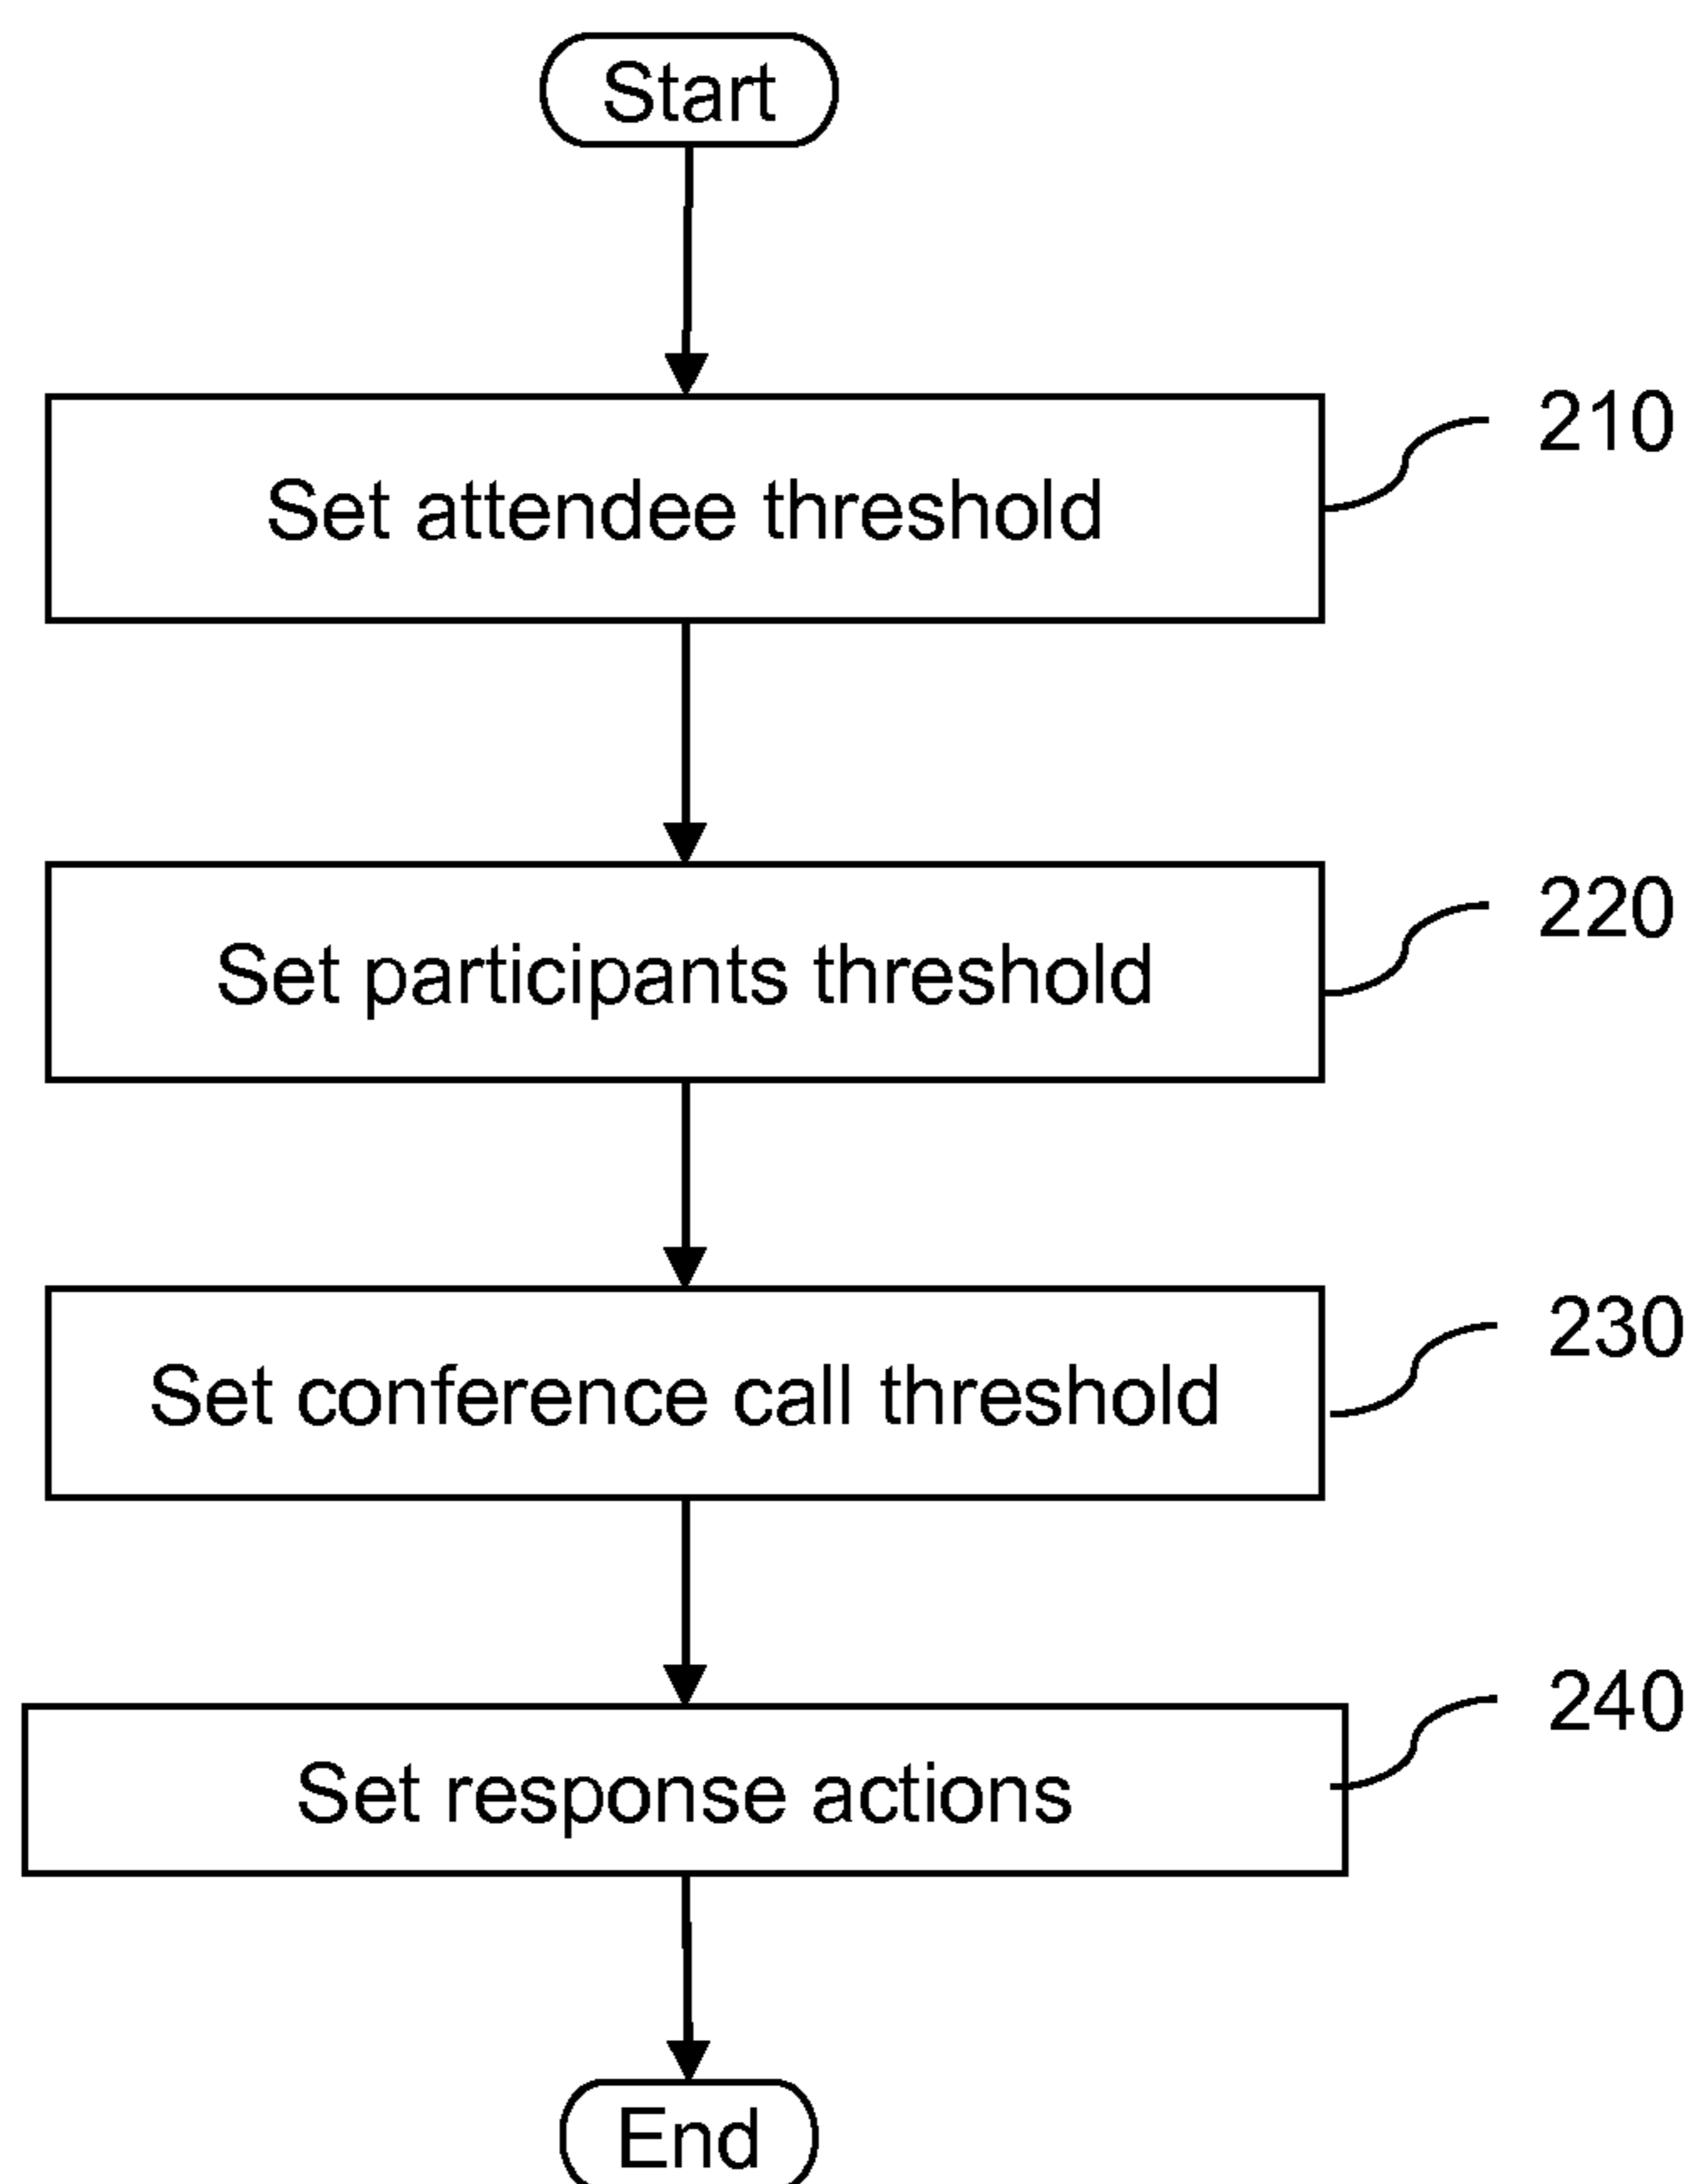 Start
Set attendee threshold
210
Set participants threshold
220
Set conference call threshold
230
Set response actions
240
End